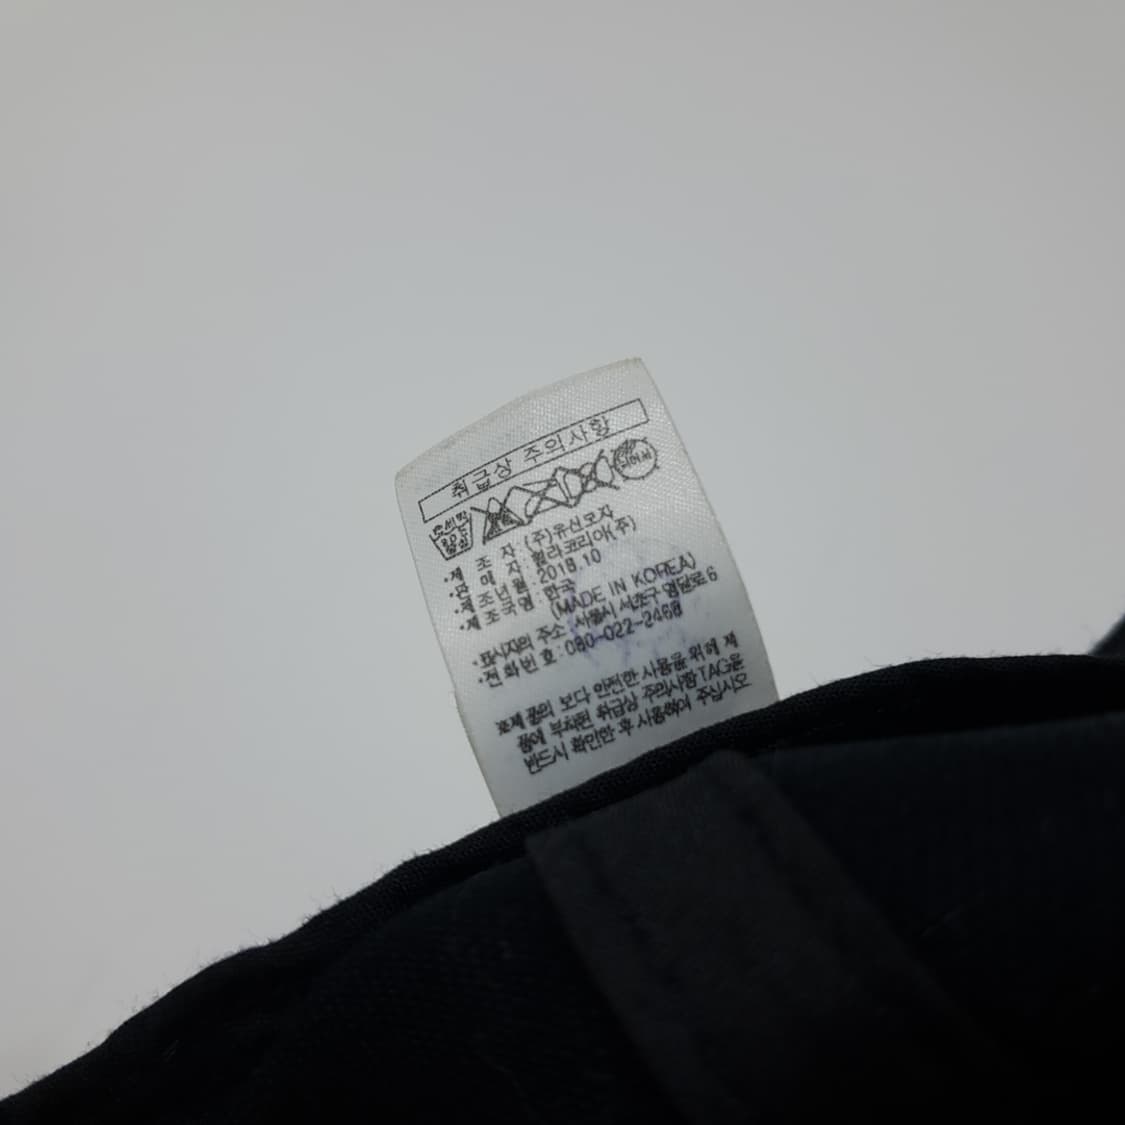 취급상 주의사항
·제 조 자 :(주)유신모자
·판 매 자 :휠라코리아(주)
·제조년월:2018.10
·제조국명:한국
(MADE IN KOREA)
·표시자의 주소:서울시 서초구 명달로6
·전화번호:080-022-2468
※제품의 보다 안전한 사용을 위해 제
품에 부착된 취급상 주의사항 TAG을
반드시 확인한 후 사용하여 주십시오